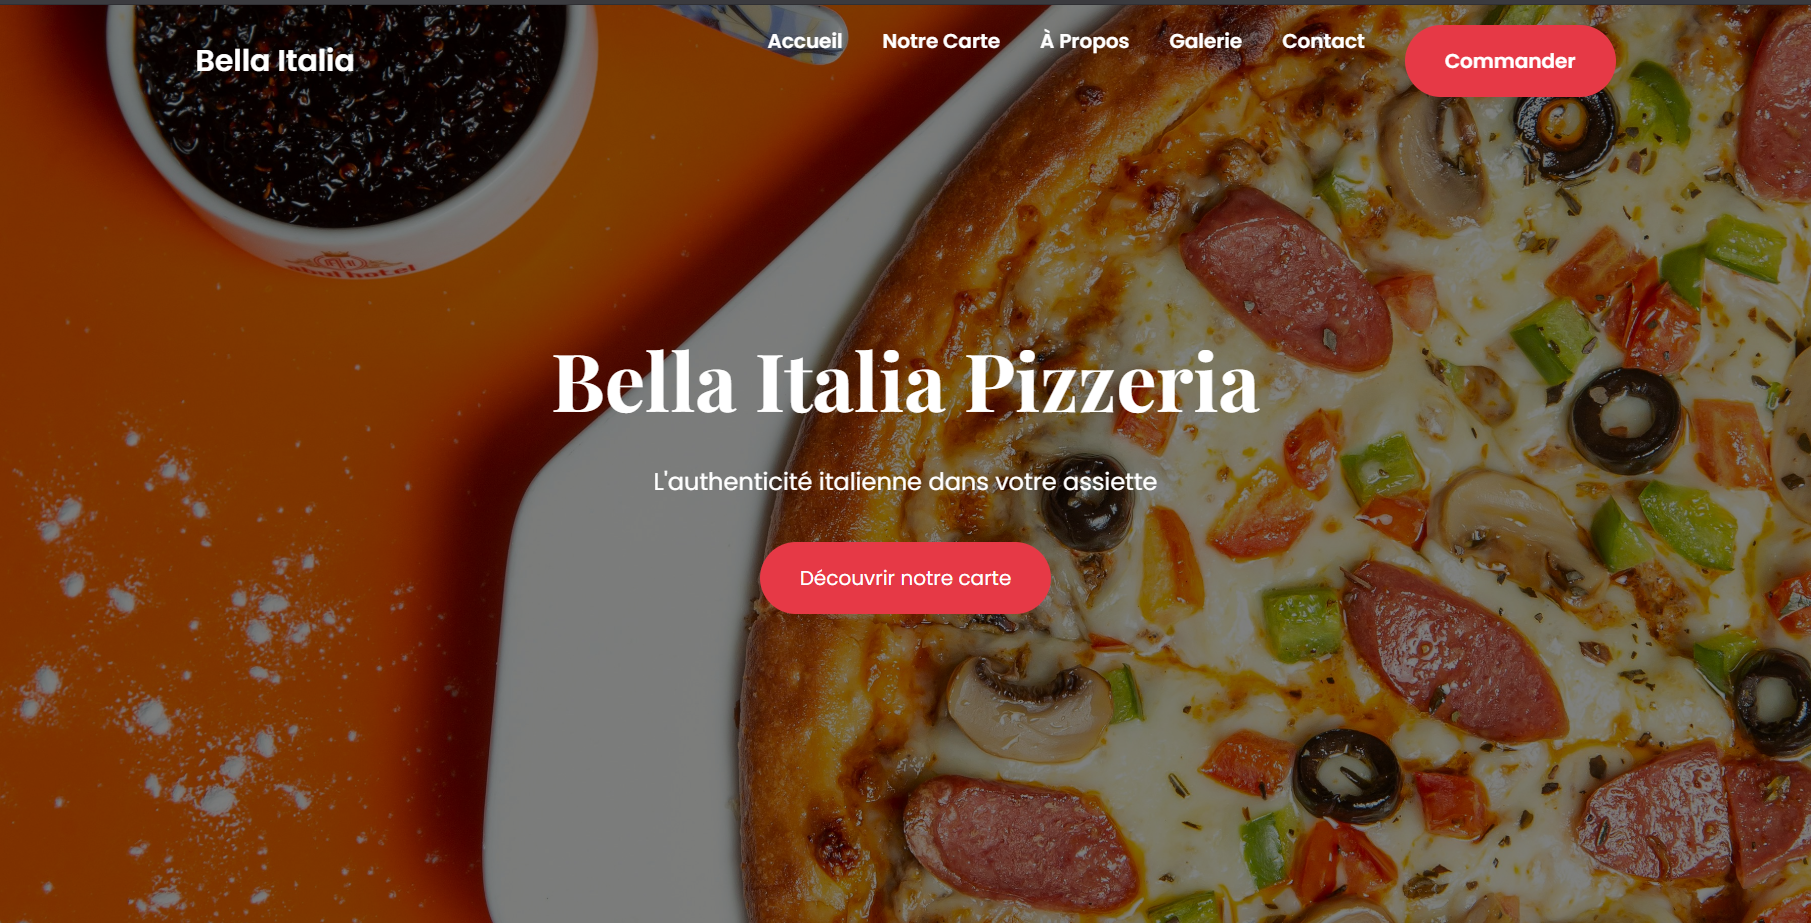 Bella Italia
Accueil
Notre Carte
À Propos
Galerie
Contact
Commander
Bella Italia Pizzeria
L'authenticité italienne dans votre assiette
Découvrir notre carte